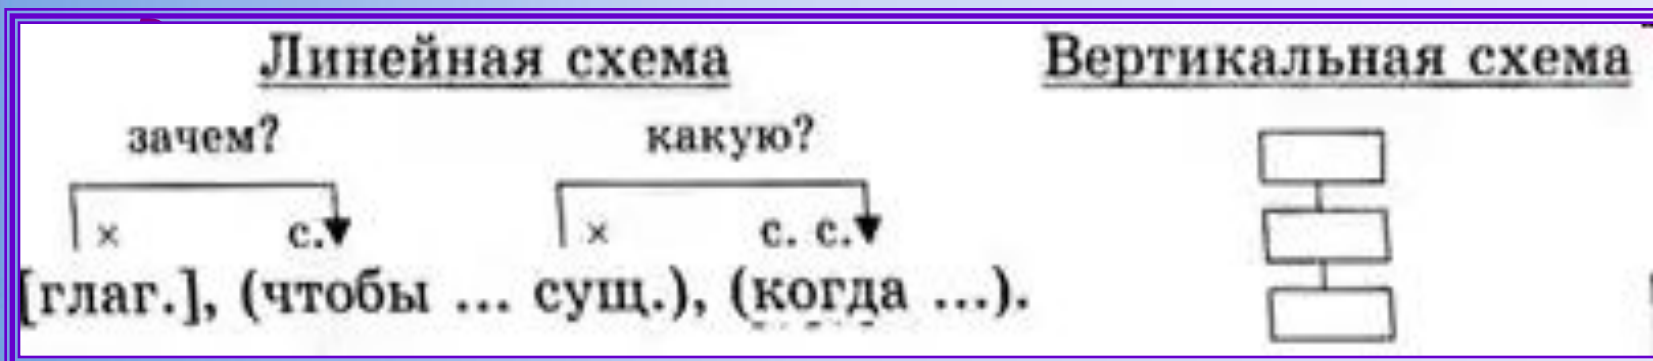 Линейная схема Вертикальная схема
зачем? какую?
× с. × с. с.
[глаг.], (чтобы ... сущ.), (когда ...).